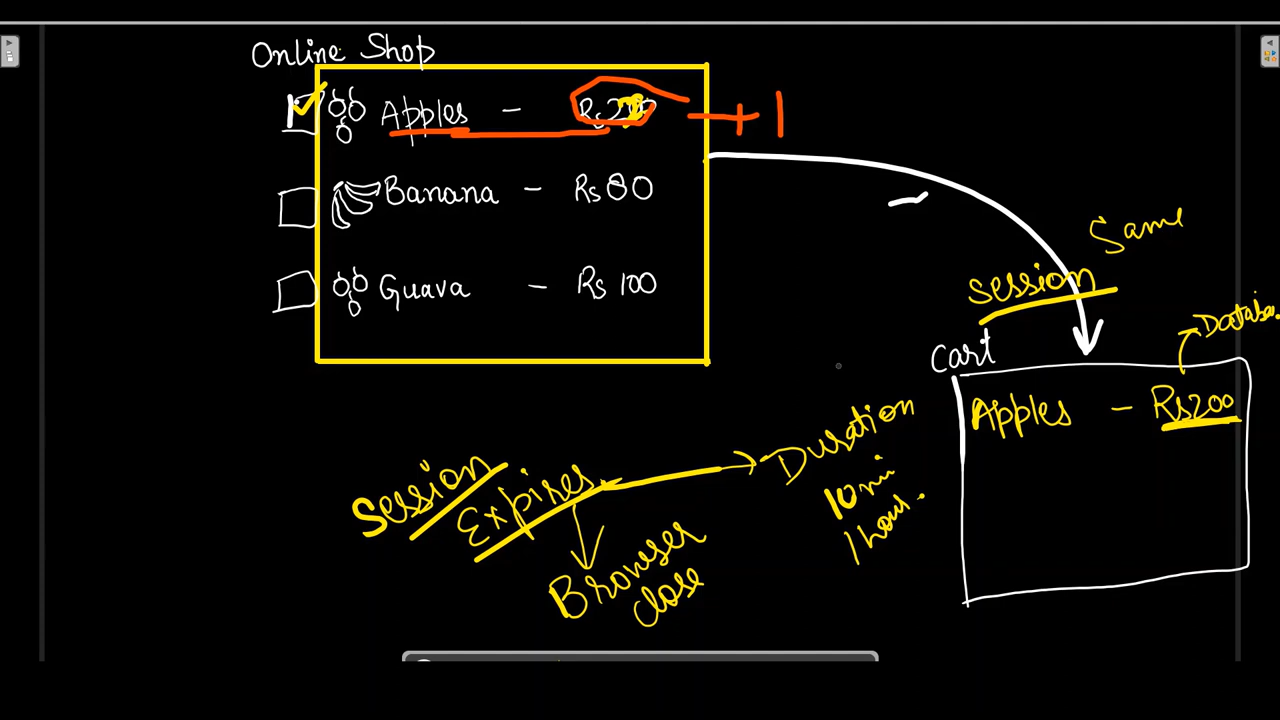 Online Shop
Apples - Rs
+1
Banana - Rs 80
Guava - Rs 100
Same
session
Cart
Apples - Rs200
Session
Expires
Duration
10 min
1 hour.
Browser
close